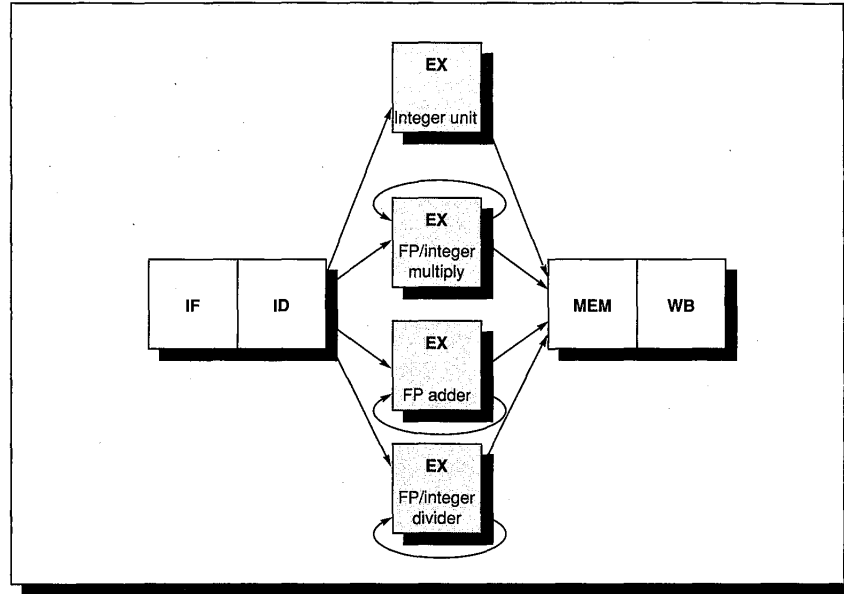 EX
Integer unit
EX
FP/integer
multiply
IF
ID
MEM
WB
EX
FP adder
EX
FP/integer
divider